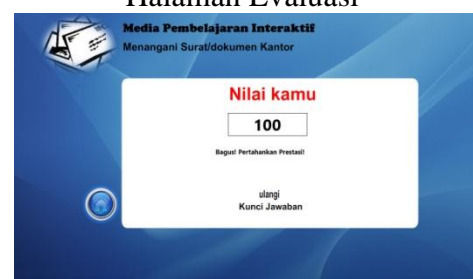 Halaman Evaluasi
Media Pembelajaran Interaktif
Menangani Surat/dokumen Kantor
Nilai kamu
100
Bagus! Pertahankan Prestasi!
ulangi
Kunci Jawaban